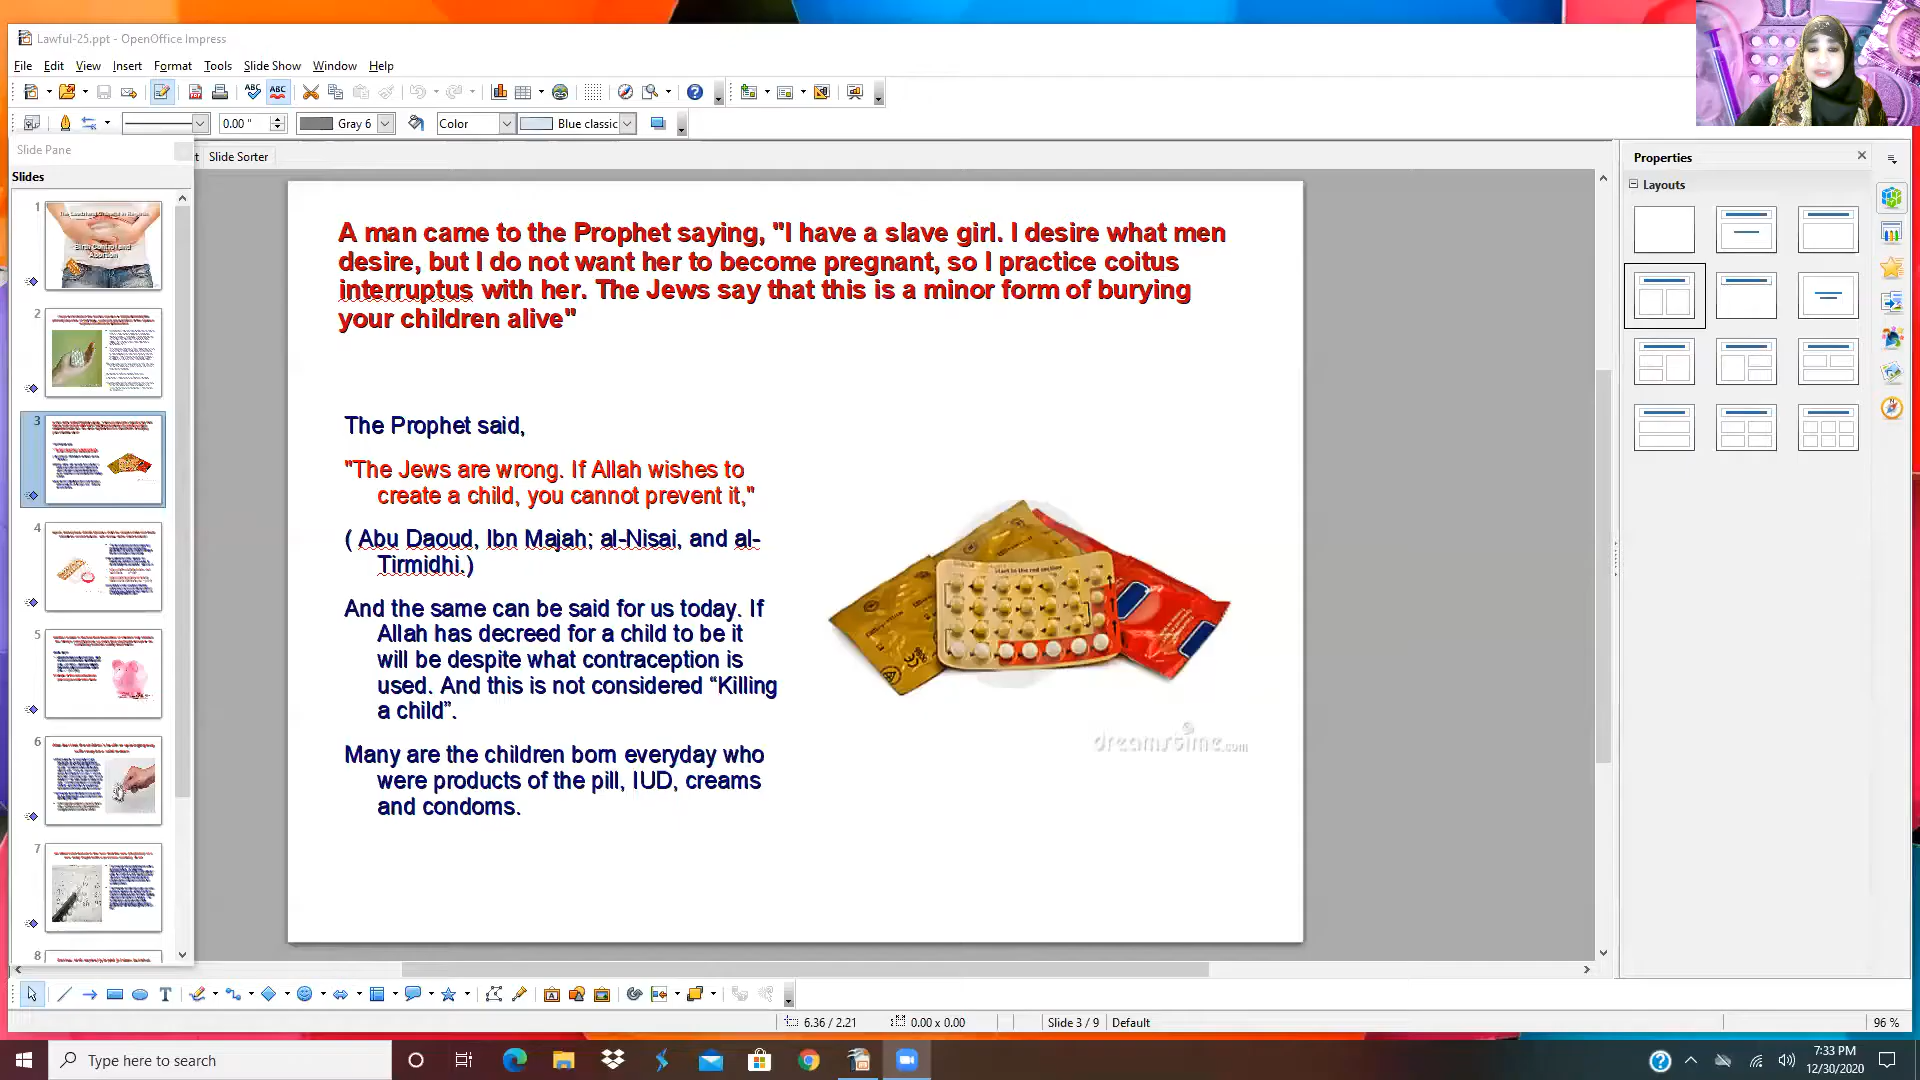 Lawful-25.ppt - OpenOffice Impress
File Edit View Insert Format Tools Slide Show Window Help
0.00 " Gray 6 Color Blue classic
Slide Pane
Slide Sorter
Slides
Properties
Layouts
1
2
3
4
5
6
7
8
A man came to the Prophet saying, "I have a slave girl. I desire what men
desire, but I do not want her to become pregnant, so I practice coitus
interruptus with her. The Jews say that this is a minor form of burying
your children alive"
The Prophet said,
"The Jews are wrong. If Allah wishes to
create a child, you cannot prevent it,"
( Abu Daoud, Ibn Majah; al-Nisai, and al-
Tirmidhi.)
And the same can be said for us today. If
Allah has decreed for a child to be it
will be despite what contraception is
used. And this is not considered “Killing
a child”.
Many are the children born everyday who
were products of the pill, IUD, creams
and condoms.
dreamstime.com
6.36 / 2.21 0.00 x 0.00 Slide 3 / 9 Default 96 %
Type here to search
7:33 PM
12/30/2020